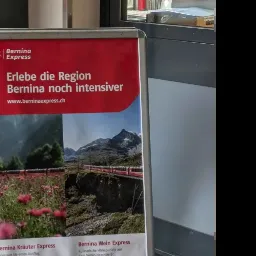 Bernina
Express
Erlebe die Region
Bernina noch intensiver
www.berninaexpress.ch
Bernina Kräuter Express
Bernina Wein Express